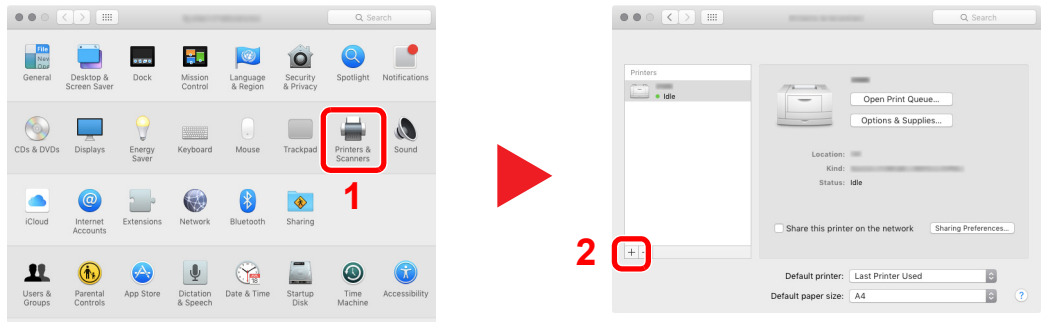 Search
General
Desktop &
Screen Saver
Dock
Mission
Control
Language
& Region
Security
& Privacy
Spotlight
Notifications
CDs & DVDs
Displays
Energy
Saver
Keyboard
Mouse
Trackpad
Printers &
Scanners
Sound
1
iCloud
Internet
Accounts
Extensions
Network
Bluetooth
Sharing
Users &
Groups
Parental
Controls
App Store
Dictation
& Speech
Date & Time
Startup
Disk
Time
Machine
Accessibility
Search
Printers
Idle
Open Print Queue...
Options & Supplies...
Location:
Kind:
Status: Idle
Share this printer on the network
Sharing Preferences...
2
+ -
Default printer: Last Printer Used
Default paper size: A4
?